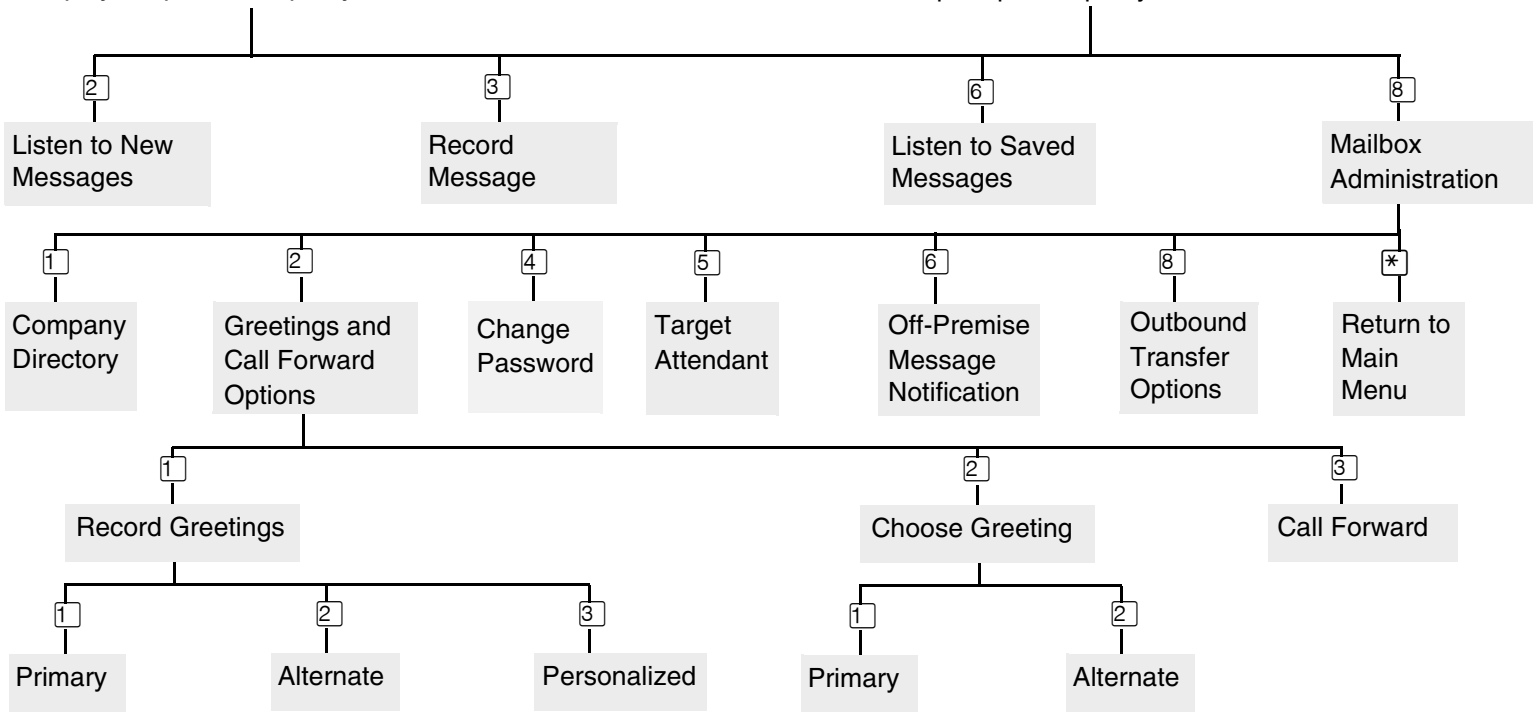 2
3
6
8
Listen to New
Messages
Record
Message
Listen to Saved
Messages
Mailbox
Administration
1
2
4
5
6
8
*
Company
Directory
Greetings and
Call Forward
Options
Change
Password
Target
Attendant
Off-Premise
Message
Notification
Outbound
Transfer
Options
Return to
Main
Menu
1
2
3
Record Greetings
Choose Greeting
Call Forward
1
2
3
1
2
Primary
Alternate
Personalized
Primary
Alternate